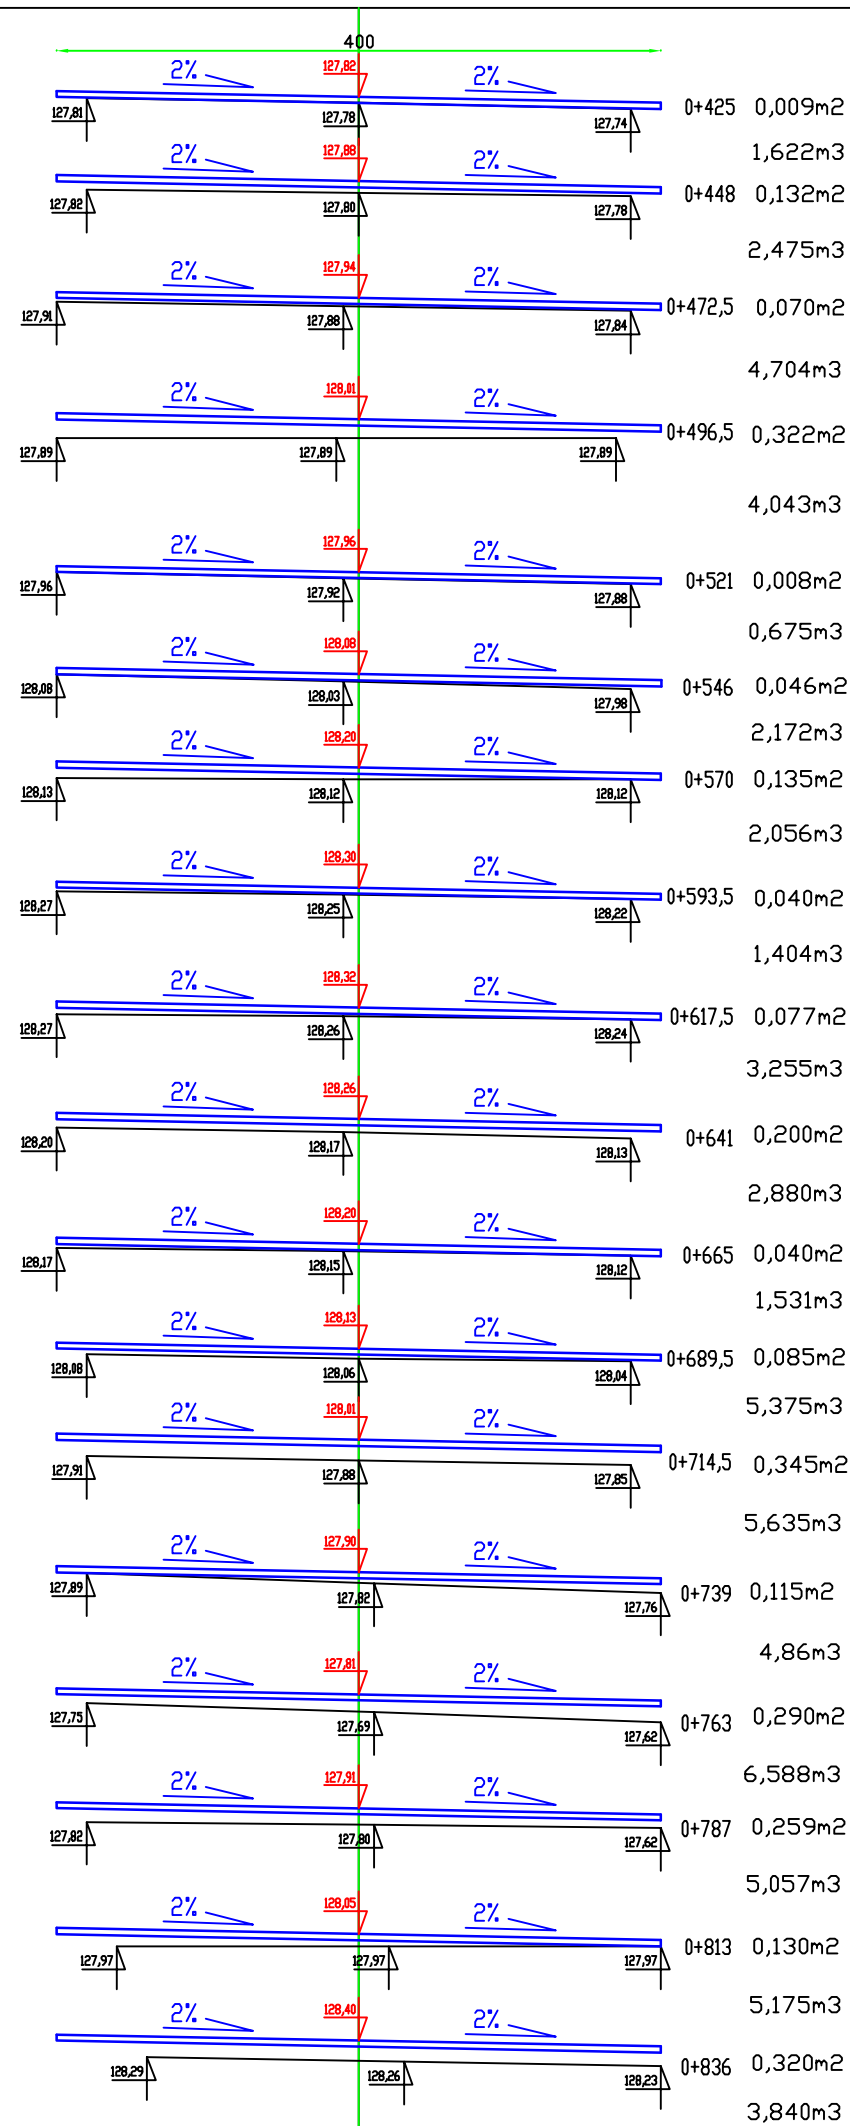 400
2% 127,82 2%
127,81 127,78 127,74 0+425 0,009m2
1,622m3
2% 127,88 2%
127,82 127,80 127,78 0+448 0,132m2
2,475m3
2% 127,94 2%
127,91 127,88 127,84 0+472,5 0,070m2
4,704m3
2% 128,01 2%
127,89 127,89 127,89 0+496,5 0,322m2
4,043m3
2% 127,96 2%
127,96 127,92 127,88 0+521 0,008m2
0,675m3
2% 128,08 2%
128,08 128,03 127,98 0+546 0,046m2
2,172m3
2% 128,20 2%
128,13 128,12 128,12 0+570 0,135m2
2,056m3
2% 128,30 2%
128,27 128,25 128,22 0+593,5 0,040m2
1,404m3
2% 128,32 2%
128,27 128,26 128,24 0+617,5 0,077m2
3,255m3
2% 128,26 2%
128,20 128,17 128,13 0+641 0,200m2
2,880m3
2% 128,20 2%
128,17 128,15 128,12 0+665 0,040m2
1,531m3
2% 128,13 2%
128,08 128,06 128,04 0+689,5 0,085m2
5,375m3
2% 128,01 2%
127,91 127,88 127,85 0+714,5 0,345m2
5,635m3
2% 127,90 2%
127,89 127,82 127,76 0+739 0,115m2
4,86m3
2% 127,81 2%
127,75 127,69 127,62 0+763 0,290m2
6,588m3
2% 127,91 2%
127,82 127,80 127,62 0+787 0,259m2
5,057m3
2% 128,05 2%
127,97 127,97 127,97 0+813 0,130m2
5,175m3
2% 128,40 2%
128,29 128,26 128,23 0+836 0,320m2
3,840m3